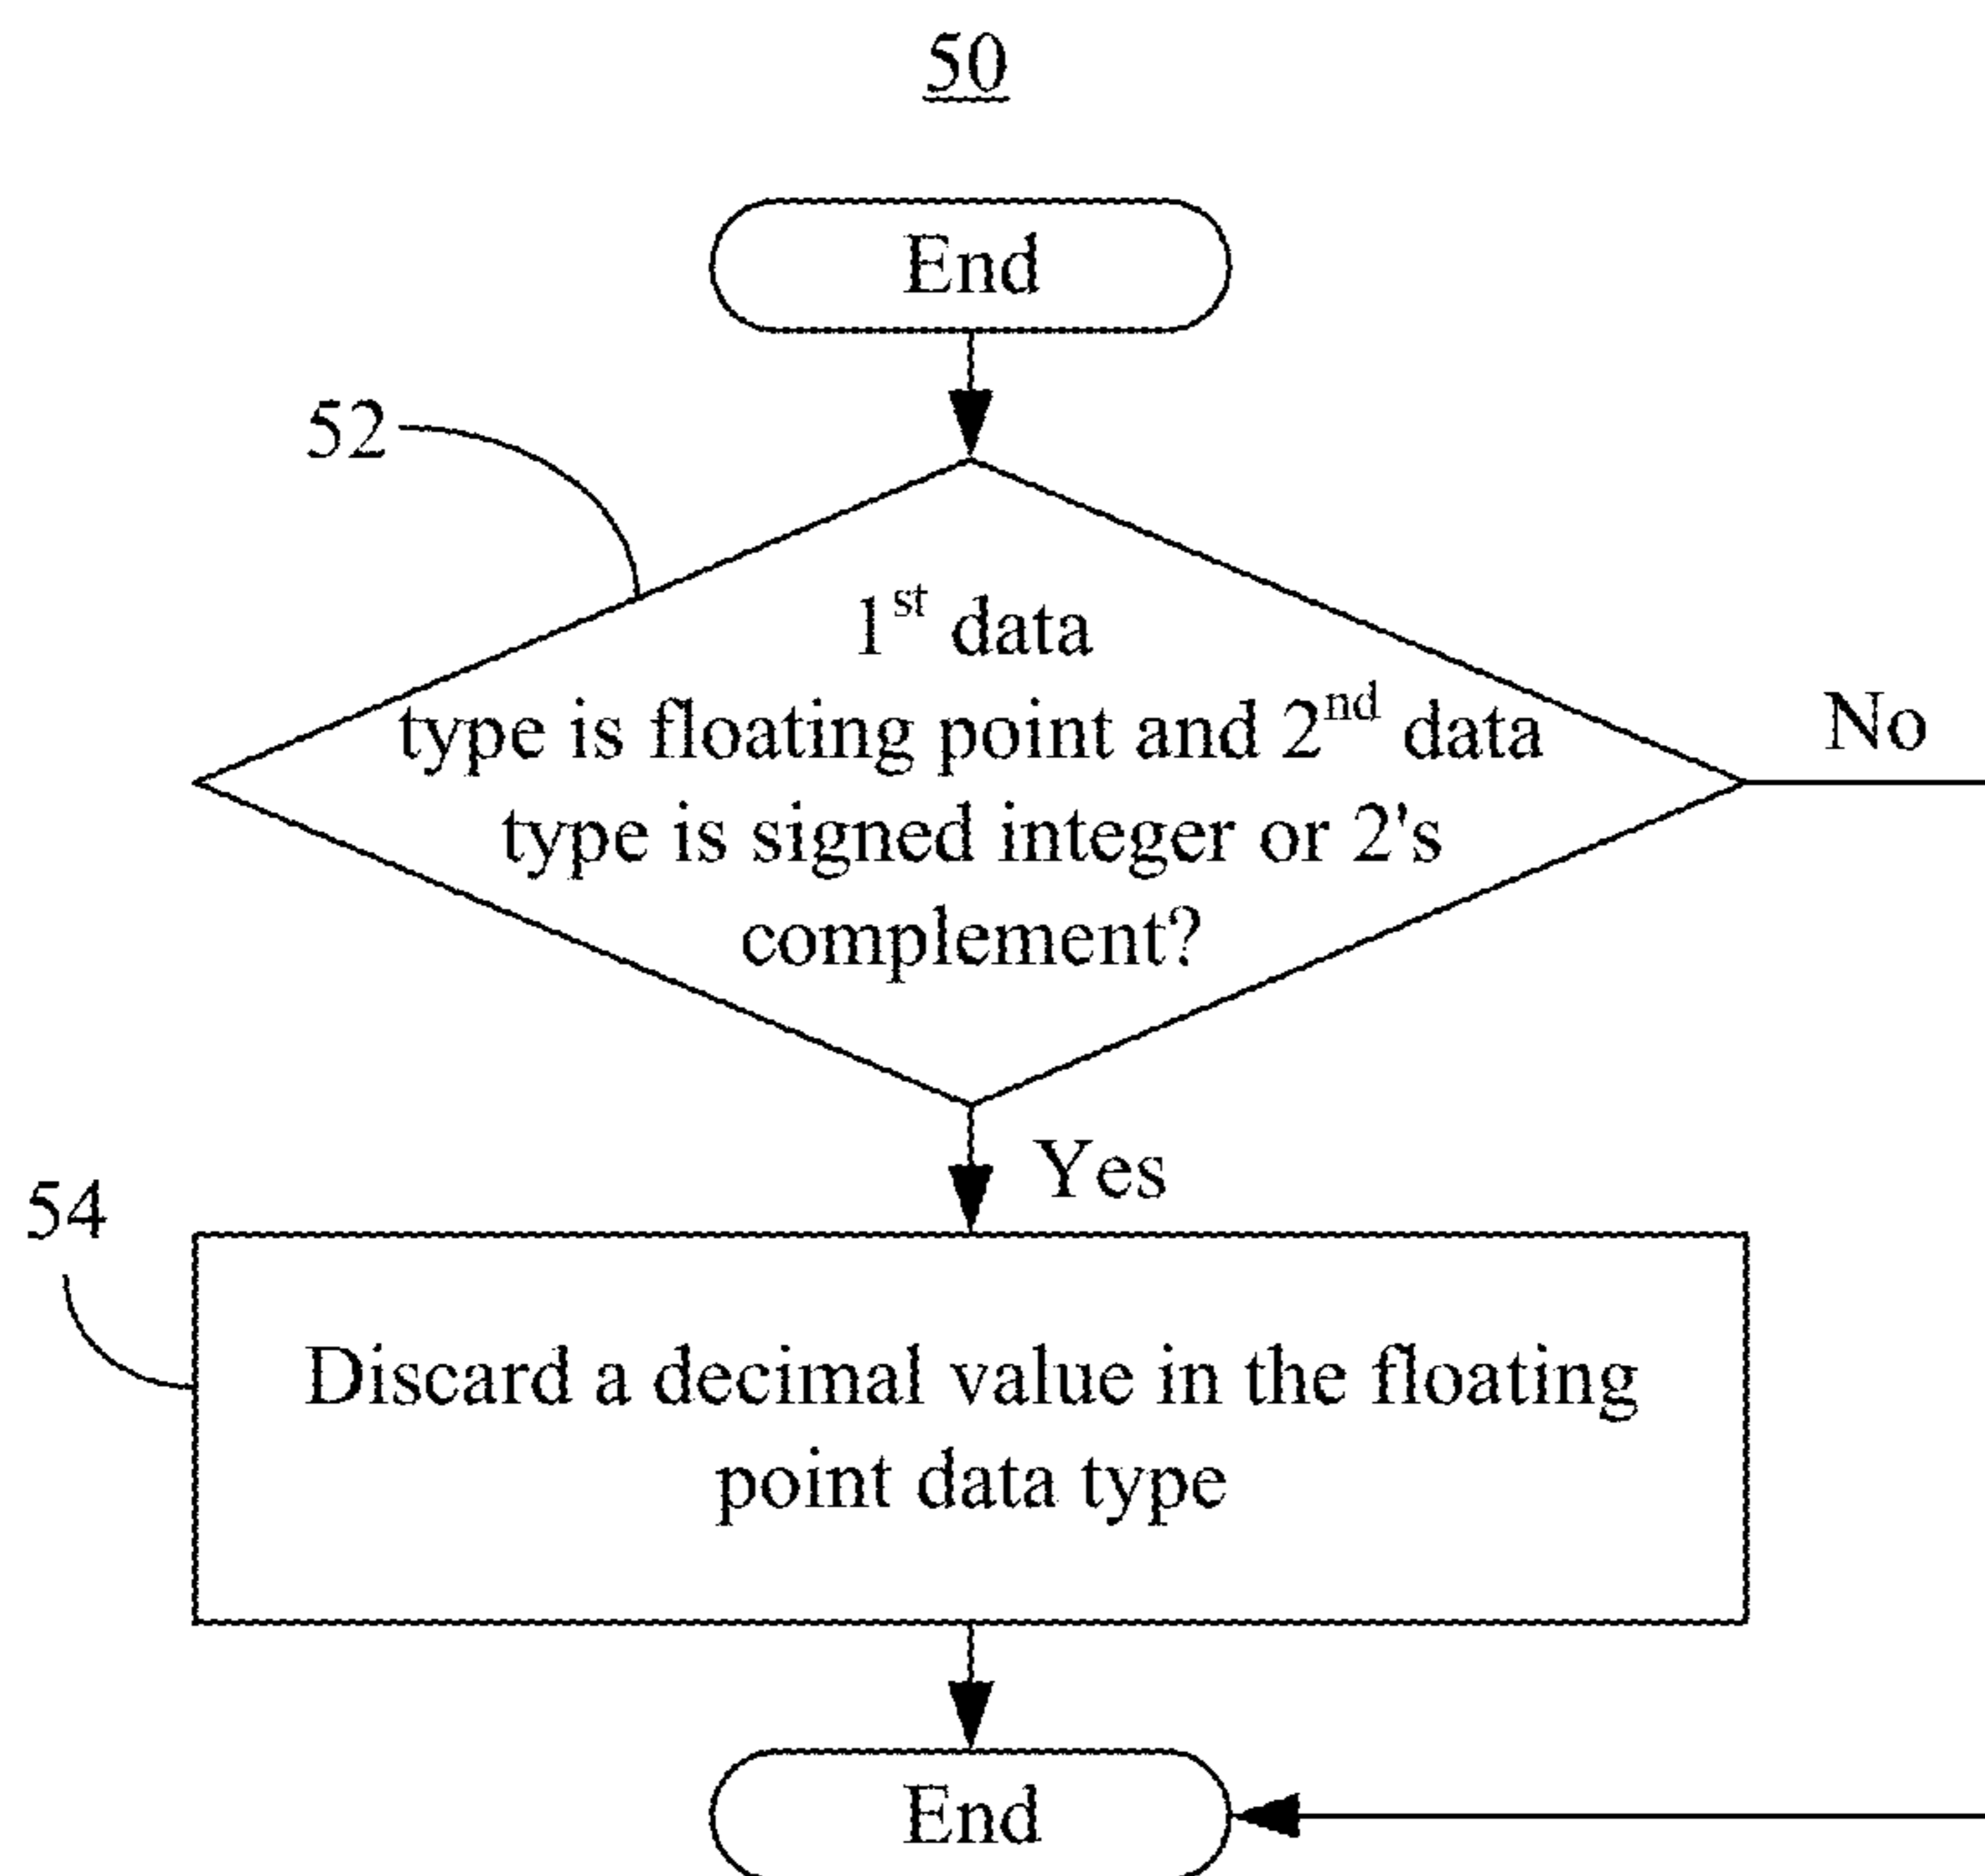 50
End
52
1st data
type is floating point and 2nd data
type is signed integer or 2's
complement?
No
Yes
54
Discard a decimal value in the floating
point data type
End